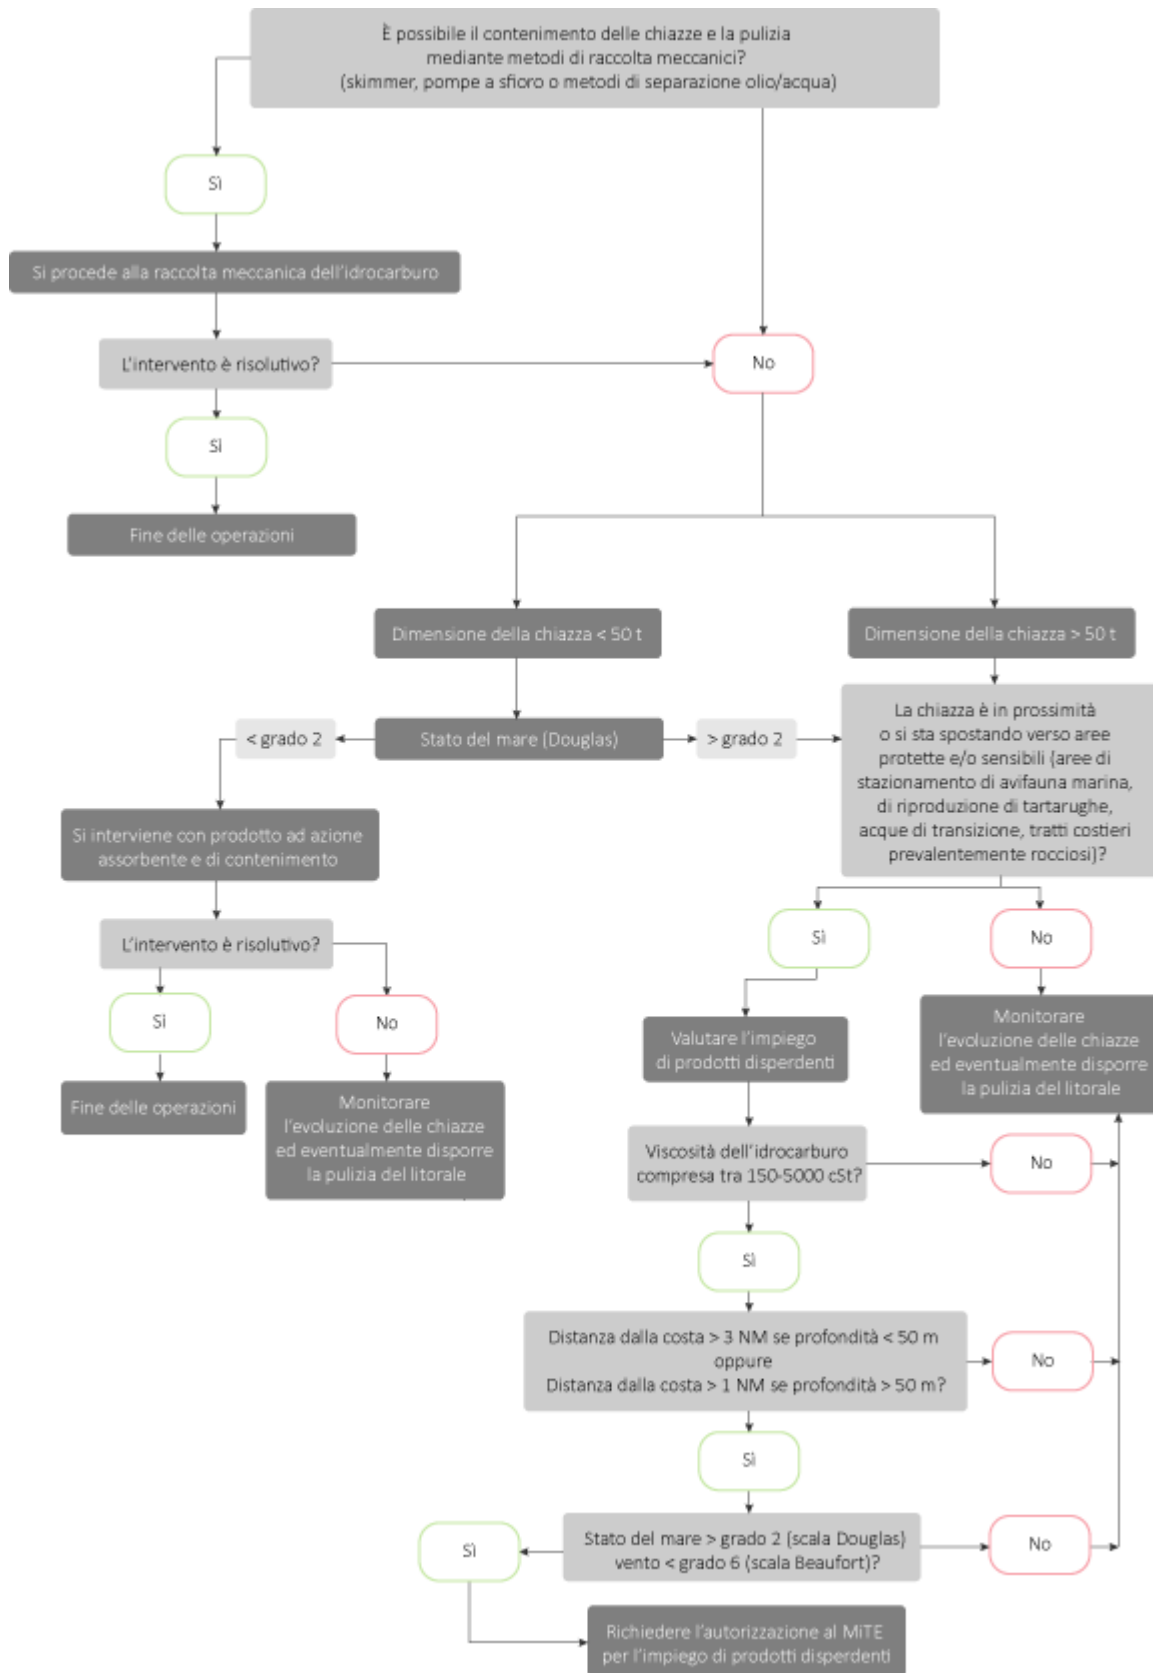 È possibile il contenimento delle chiazze e la pulizia
mediante metodi di raccolta meccanici?
(skimmer, pompe a sfioro o metodi di separazione olio/acqua)
Sì
Si procede alla raccolta meccanica dell'idrocarburo
L'intervento è risolutivo?
No
Sì
Fine delle operazioni
Dimensione della chiazza < 50 t
Dimensione della chiazza > 50 t
< grado 2
Stato del mare (Douglas)
> grado 2
La chiazza è in prossimità
o si sta spostando verso aree
protette e/o sensibili (aree di
stazionamento di avifauna marina,
di riproduzione di tartarughe,
acque di transizione, tratti costieri
prevalentemente rocciosi)?
Si interviene con prodotto ad azione
assorbente e di contenimento
L'intervento è risolutivo?
Sì
No
Sì
No
Fine delle operazioni
Monitorare
l'evoluzione delle chiazze
ed eventualmente disporre
la pulizia del litorale
Valutare l'impiego
di prodotti disperdenti
Monitorare
l'evoluzione delle chiazze
ed eventualmente disporre
la pulizia del litorale
Viscosità dell'idrocarburo
compresa tra 150-5000 cSt?
No
Sì
Distanza dalla costa > 3 NM se profondità < 50 m
oppure
Distanza dalla costa > 1 NM se profondità > 50 m?
No
Sì
Stato del mare > grado 2 (scala Douglas)
vento < grado 6 (scala Beaufort)?
No
Sì
Richiedere l'autorizzazione al MiTE
per l'impiego di prodotti disperdenti